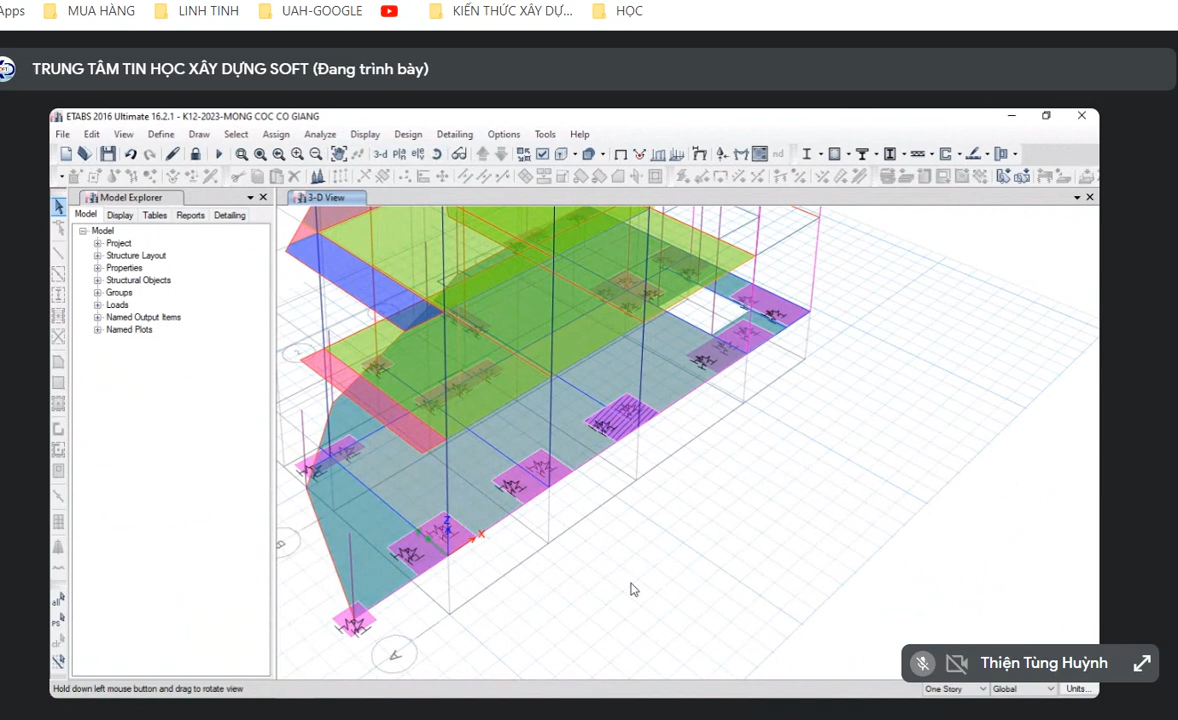 Apps MUA HÀNG LINH TINH UAH-GOOGLE KIẾN THỨC XÂY DỰ... HỌC
TRUNG TÂM TIN HỌC XÂY DỰNG SOFT (Đang trình bày)
ETABS 2016 Ultimate 16.2.1 - K12-2023-MONG COC CO GIANG
File Edit View Define Draw Select Assign Analyze Display Design Detailing Options Tools Help
3-d
nd
Model Explorer
3-D View
Model Display Tables Reports Detailing
Model
Project
Structure Layout
Properties
Structural Objects
Groups
Loads
Named Output Items
Named Plots
Z
X
B
A
all
PS
clr
Thiện Tùng Huỳnh
Hold down left mouse button and drag to rotate view
One Story Global Units...